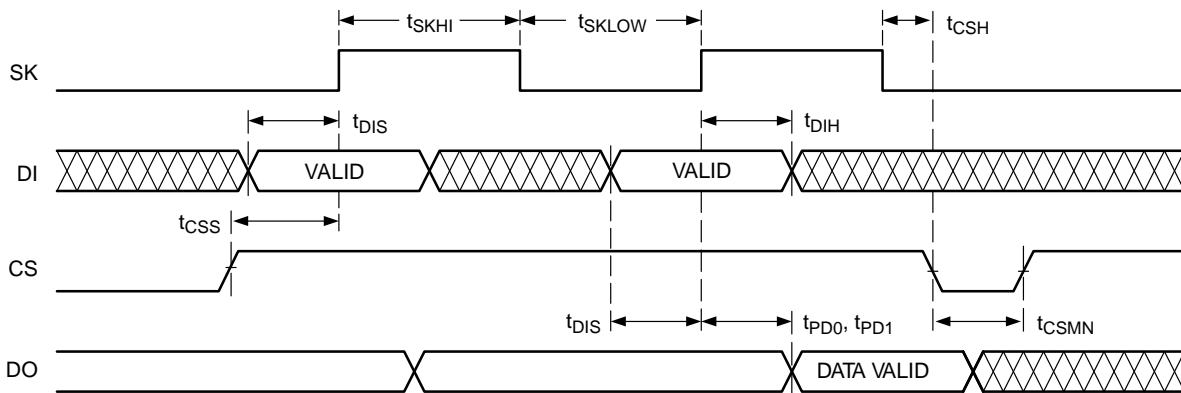 tSKHI tSKLOW tCSH
SK
tDIS tDIH
DI VALID VALID
tCSS
CS
tDIS tPD0, tPD1 tCSMN
DO DATA VALID